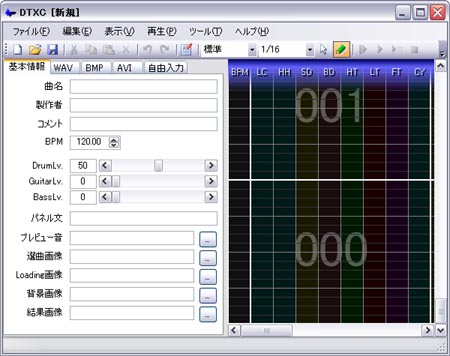 DTXC [新規]
ファイル(F) 編集(E) 表示(V) 再生(P) ツール(T) ヘルプ(H)
標準 1/16
基本情報 WAV BMP AVI 自由入力
曲名
製作者
コメント
BPM 120.00
DrumLv. 50
GuitarLv. 0
BassLv. 0
パネル文
プレビュー音 ...
選曲画像 ...
Loading画像 ...
背景画像 ...
結果画像 ...
BPM LC HH SD BD HT LT FT CY
001
000